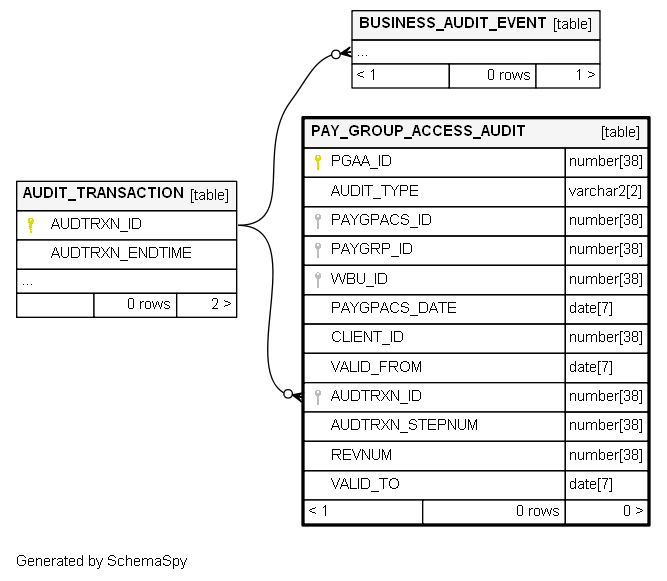 BUSINESS_AUDIT_EVENT [table]
...
< 1 0 rows 1 >
PAY_GROUP_ACCESS_AUDIT [table]
PGAA_ID number[38]
AUDIT_TYPE varchar2[2]
PAYGPACS_ID number[38]
PAYGRP_ID number[38]
WBU_ID number[38]
PAYGPACS_DATE date[7]
CLIENT_ID number[38]
VALID_FROM date[7]
AUDTRXN_ID number[38]
AUDTRXN_STEPNUM number[38]
REVNUM number[38]
VALID_TO date[7]
< 1 0 rows 0 >
AUDIT_TRANSACTION [table]
AUDTRXN_ID
AUDTRXN_ENDTIME
...
0 rows 2 >
Generated by SchemaSpy